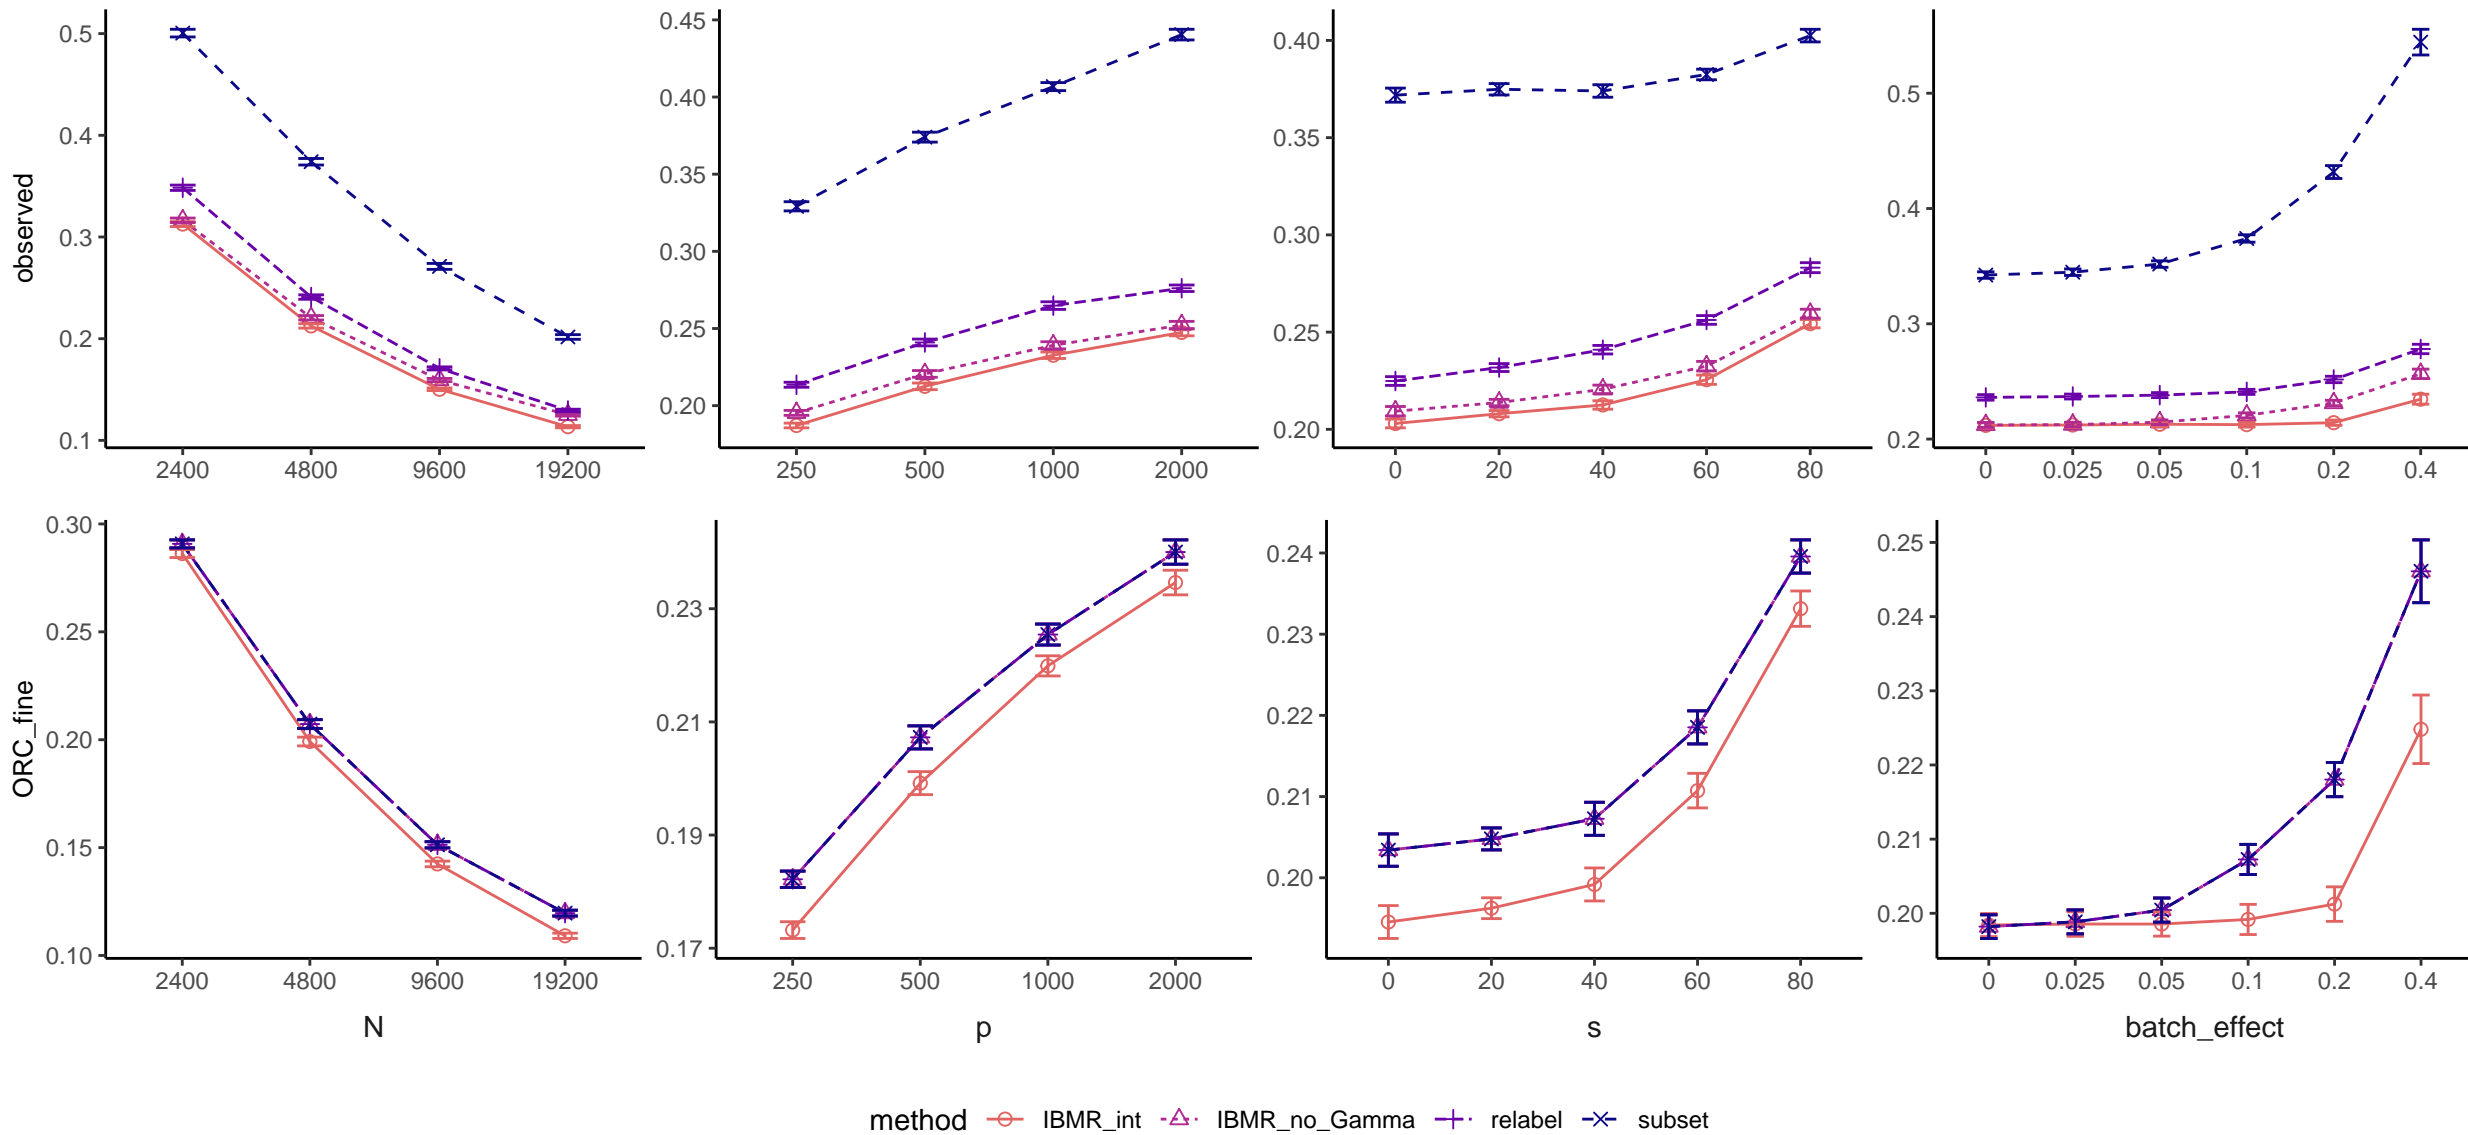 observed
0.5
0.4
0.3
0.2
0.1
2400 4800 9600 19200
0.45
0.40
0.35
0.30
0.25
0.20
250 500 1000 2000
0.40
0.35
0.30
0.25
0.20
0 20 40 60 80
0.5
0.4
0.3
0.2
0 0.025 0.05 0.1 0.2 0.4
ORC_fine
0.30
0.25
0.20
0.15
0.10
2400 4800 9600 19200
N
0.23
0.21
0.19
0.17
250 500 1000 2000
p
0.24
0.23
0.22
0.21
0.20
0 20 40 60 80
s
0.25
0.24
0.23
0.22
0.21
0.20
0 0.025 0.05 0.1 0.2 0.4
batch_effect
method IBMR_int IBMR_no_Gamma relabel subset